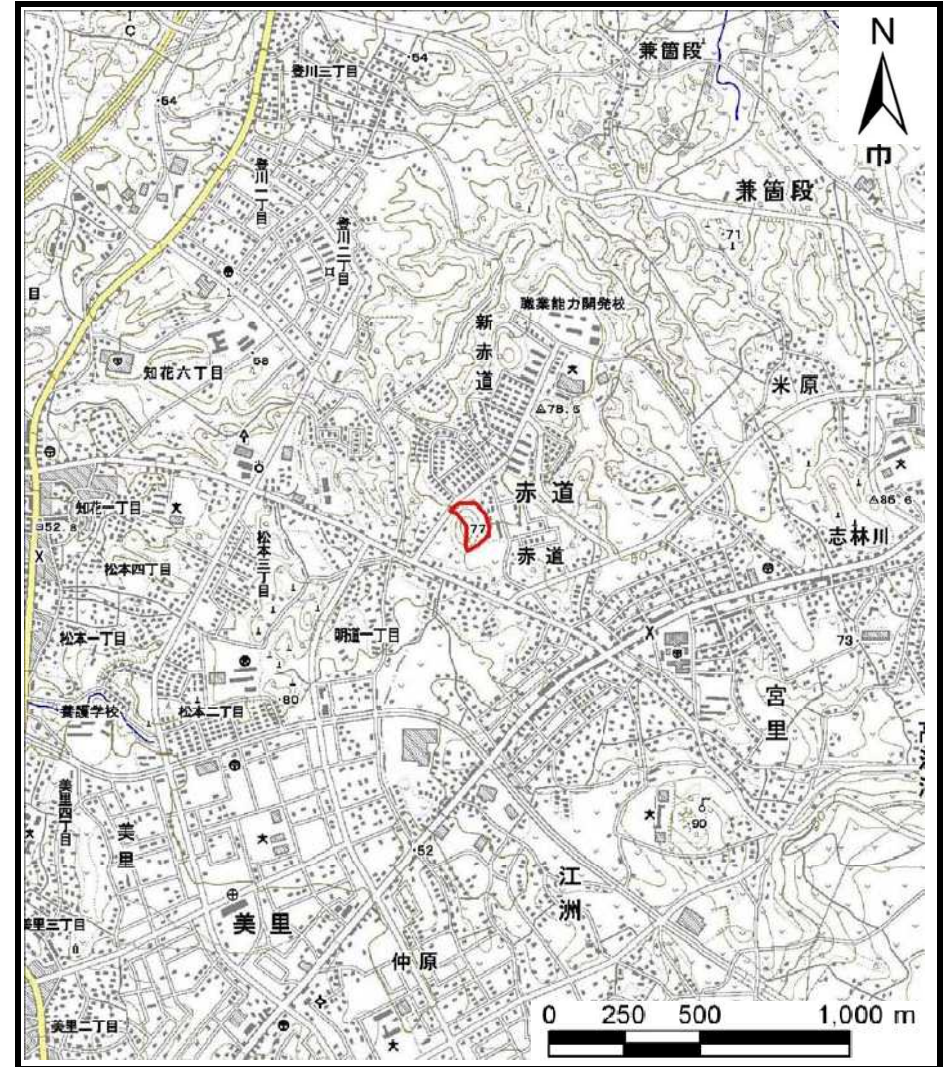 N
兼箇段
・54
登川三丁目
・54
巾
登川一丁目
兼箇段
・71
登川二丁目
目
職業能力開発校
新赤道
58
知花六丁目
米原
78.5
赤道
知花一丁目
86.6
52.8
77
志林川
赤道
松本三丁目
松本四丁目
60
明道一丁目
松本一丁目
73
・80
宮里
養護学校
松本二丁目
美里四丁目
・90
美里
・52
江洲
美里
美里三丁目
仲原
0 250 500 1,000 m
美里二丁目